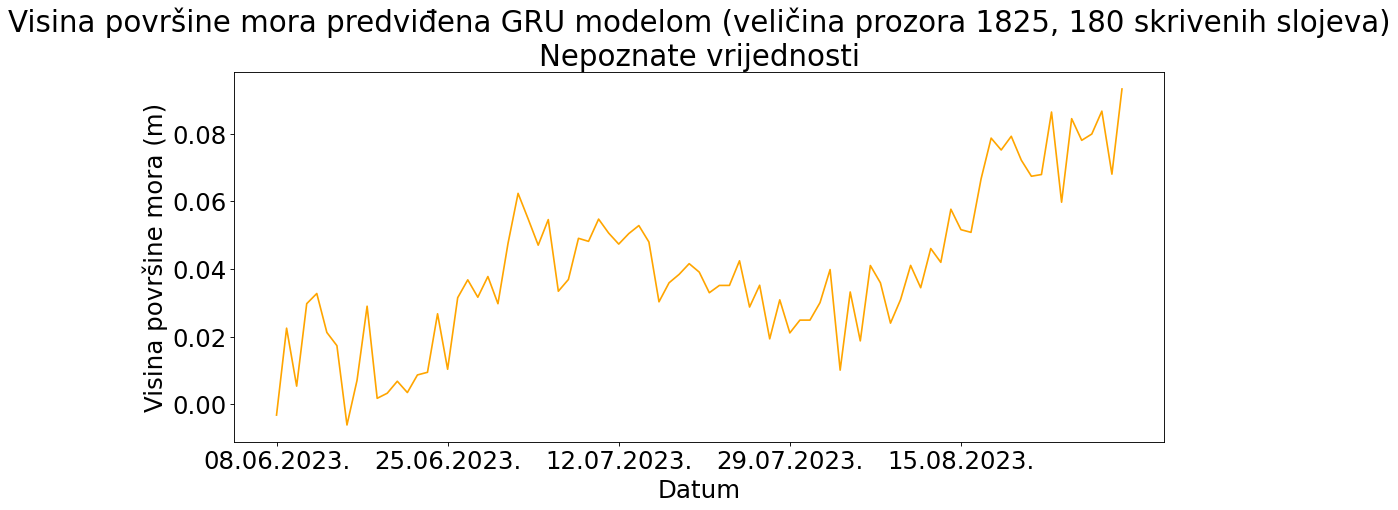 Visina površine mora predviđena GRU modelom (veličina prozora 1825, 180 skrivenih slojeva)
Nepoznate vrijednosti
Visina površine mora (m)
0.08
0.06
0.04
0.02
0.00
08.06.2023.
25.06.2023.
12.07.2023.
29.07.2023.
15.08.2023.
Datum